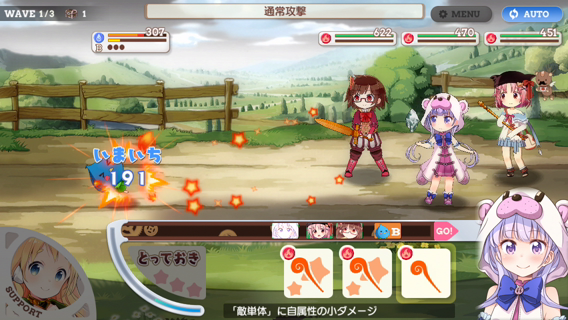 WAVE 1/3 1
通常攻撃
MENU
AUTO
307
B
622
470
451
いまいち
191
B GO!
とっておき
SUPPORT
「敵単体」に自属性の小ダメージ